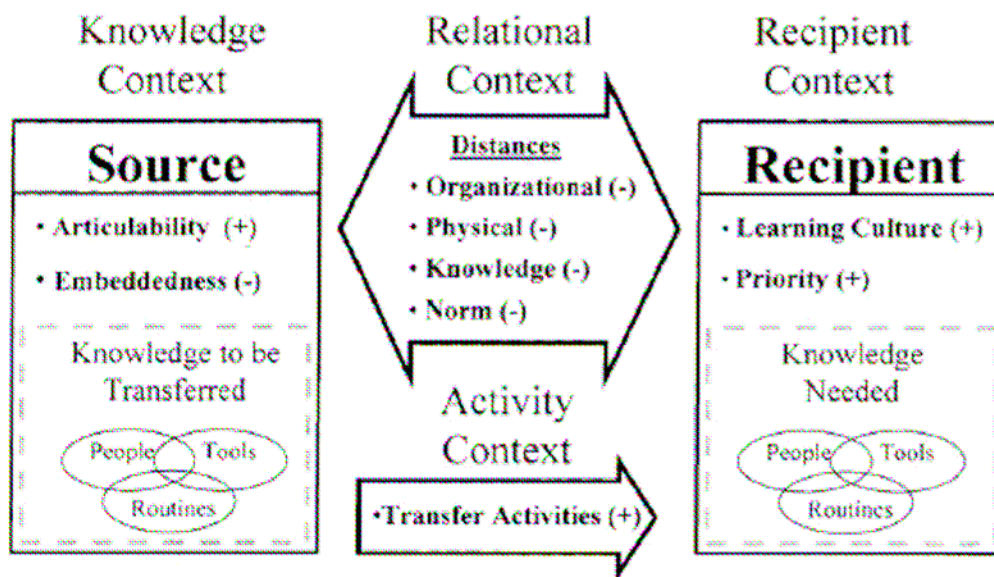 Knowledge
Context
Source
• Articulability (+)
• Embeddedness (-)
Knowledge to be
Transferred
People
Tools
Routines
Relational
Context
Distances
• Organizational (-)
• Physical (-)
• Knowledge (-)
• Norm (-)
Activity
Context
•Transfer Activities (+)
Recipient
Context
Recipient
• Learning Culture (+)
• Priority (+)
Knowledge
Needed
People
Tools
Routines